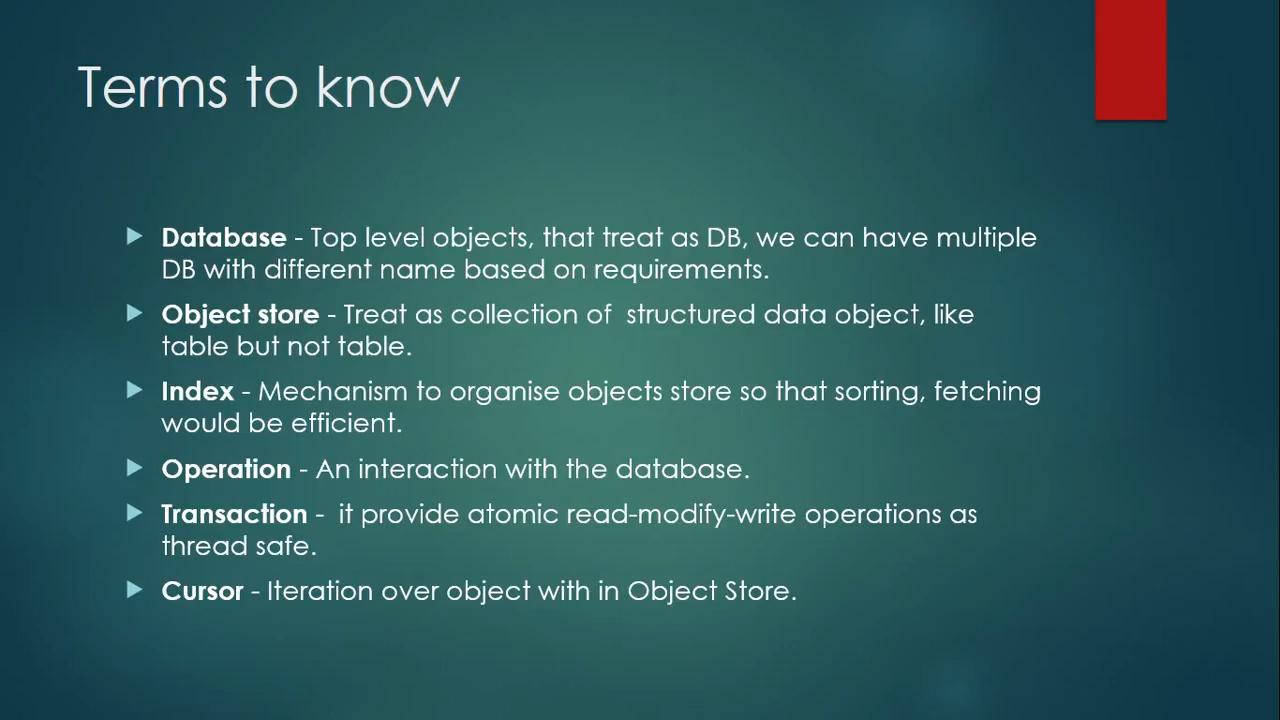 Terms to know
Database - Top level objects, that treat as DB, we can have multiple
DB with different name based on requirements.
Object store - Treat as collection of  structured data object, like
table but not table.
Index - Mechanism to organise objects store so that sorting, fetching
would be efficient.
Operation - An interaction with the database.
Transaction -  it provide atomic read-modify-write operations as
thread safe.
Cursor - Iteration over object with in Object Store.